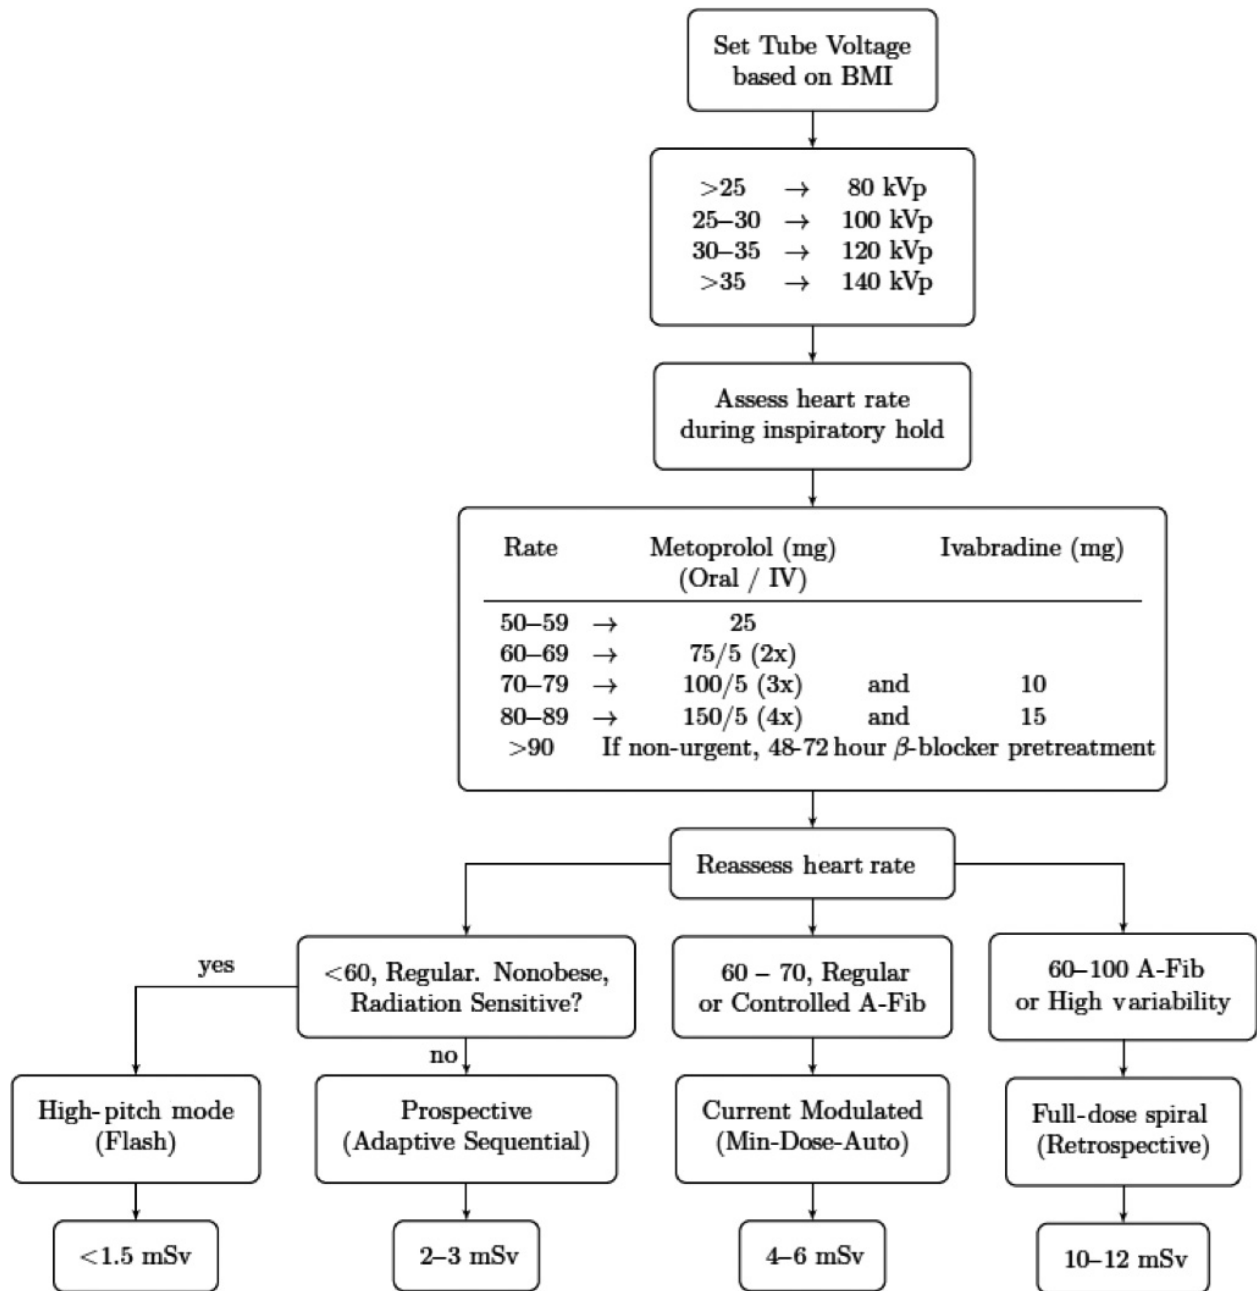 Set Tube Voltage
based on BMI
>25 → 80 kVp
25–30 → 100 kVp
30–35 → 120 kVp
>35 → 140 kVp
Assess heart rate
during inspiratory hold
Rate Metoprolol (mg) Ivabradine (mg)
(Oral / IV)
50–59 → 25
60–69 → 75/5 (2x)
70–79 → 100/5 (3x) and 10
80–89 → 150/5 (4x) and 15
>90 If non-urgent, 48-72 hour β-blocker pretreatment
Reassess heart rate
yes
<60, Regular. Nonobese,
Radiation Sensitive?
no
60 – 70, Regular
or Controlled A-Fib
60–100 A-Fib
or High variability
High-pitch mode
(Flash)
Prospective
(Adaptive Sequential)
Current Modulated
(Min-Dose-Auto)
Full-dose spiral
(Retrospective)
<1.5 mSv
2–3 mSv
4–6 mSv
10–12 mSv